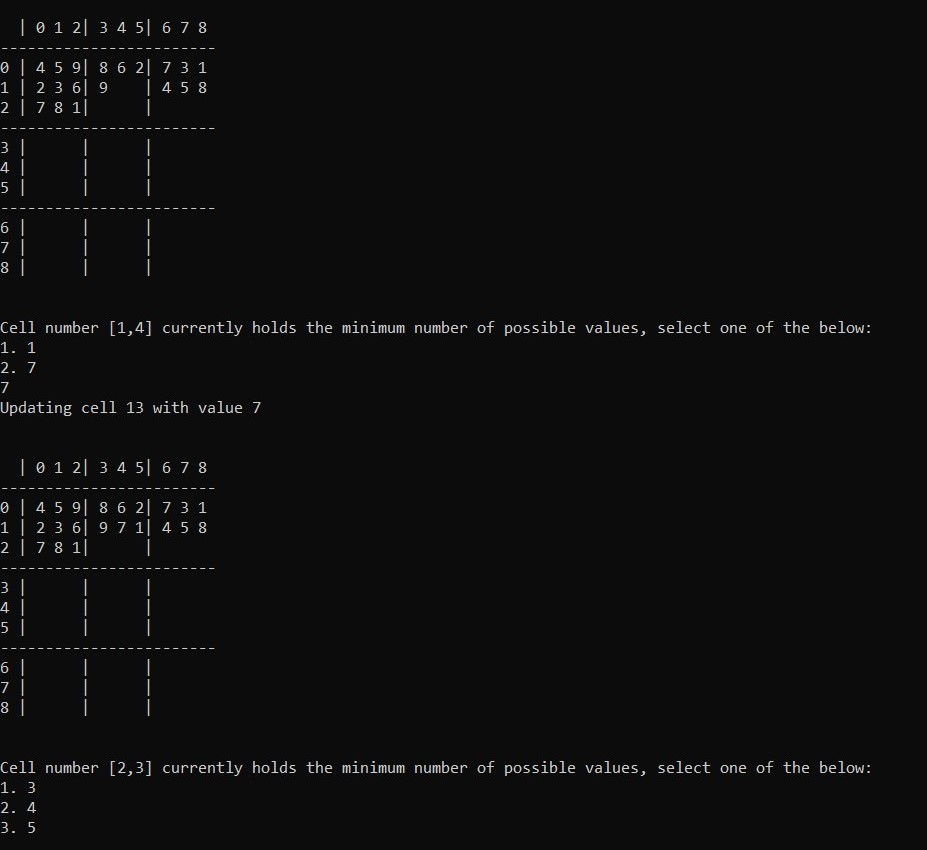 | 0 1 2| 3 4 5| 6 7 8
------------------------
0 | 4 5 9| 8 6 2| 7 3 1
1 | 2 3 6| 9    | 4 5 8
2 | 7 8 1|      |
------------------------
3 |      |      |
4 |      |      |
5 |      |      |
------------------------
6 |      |      |
7 |      |      |
8 |      |      |
Cell number [1,4] currently holds the minimum number of possible values, select one of the below:
1. 1
2. 7
7
Updating cell 13 with value 7
  | 0 1 2| 3 4 5| 6 7 8
------------------------
0 | 4 5 9| 8 6 2| 7 3 1
1 | 2 3 6| 9 7 1| 4 5 8
2 | 7 8 1|      |
------------------------
3 |      |      |
4 |      |      |
5 |      |      |
------------------------
6 |      |      |
7 |      |      |
8 |      |      |
Cell number [2,3] currently holds the minimum number of possible values, select one of the below:
1. 3
2. 4
3. 5